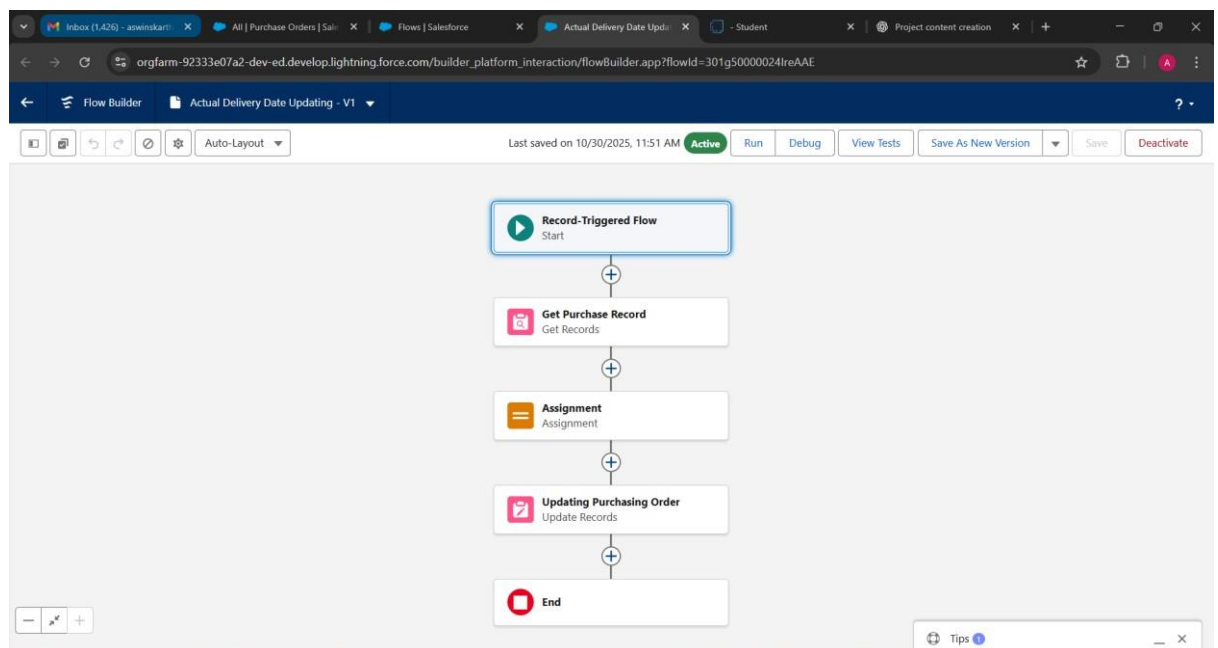 Inbox (1,426) - aswinskarth
All | Purchase Orders | Sale
Flows | Salesforce
Actual Delivery Date Updat
- Student
Project content creation
orgfarm-92333e07a2-dev-ed.develop.lightning.force.com/builder_platform_interaction/flowBuilder.app?flowId=301g50000024IreAAE
A
Flow Builder
Actual Delivery Date Updating - V1
?
Auto-Layout
Last saved on 10/30/2025, 11:51 AM
Active
Run
Debug
View Tests
Save As New Version
Save
Deactivate
Record-Triggered Flow
Start
Get Purchase Record
Get Records
Assignment
Assignment
Updating Purchasing Order
Update Records
End
Tips 1